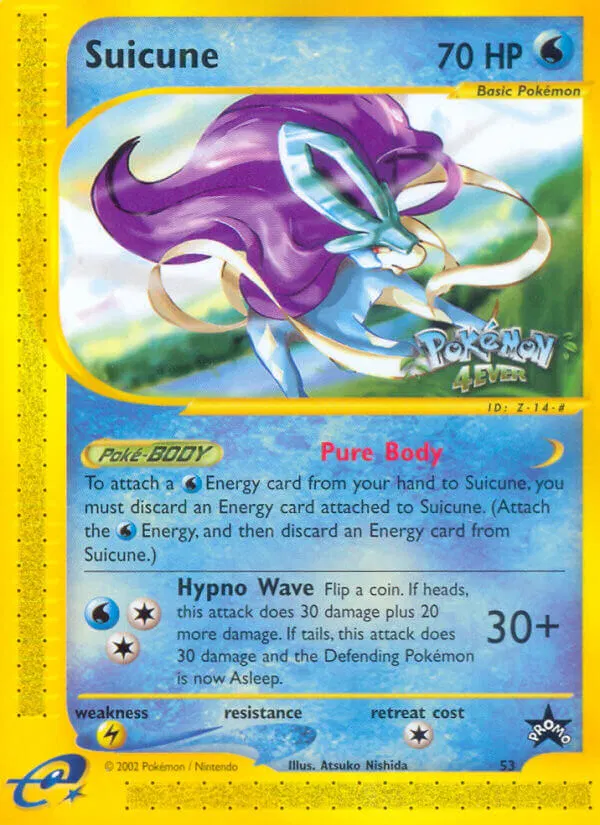 Suicune 70 HP
Basic Pokémon
POKéMON
4EVER
ID: Z-14-#
Poké-BODY Pure Body
To attach a Energy card from your hand to Suicune, you
must discard an Energy card attached to Suicune. (Attach
the Energy, and then discard an Energy card from
Suicune.)
Hypno Wave Flip a coin. If heads,
this attack does 30 damage plus 20
more damage. If tails, this attack does
30 damage and the Defending Pokémon
is now Asleep.
30+
weakness resistance retreat cost
PROMO
© 2002 Pokémon / Nintendo Illus. Atsuko Nishida 53
e